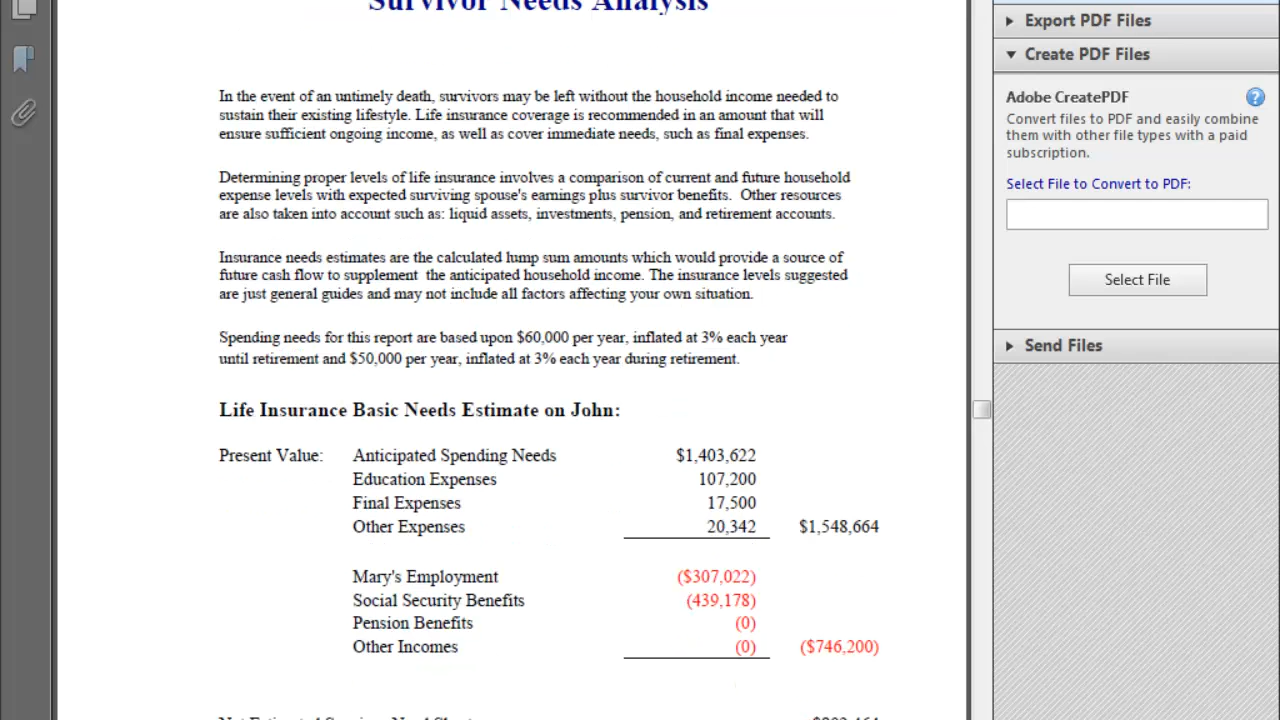 Survivor Needs Analysis
In the event of an untimely death, survivors may be left without the household income needed to
sustain their existing lifestyle. Life insurance coverage is recommended in an amount that will
ensure sufficient ongoing income, as well as cover immediate needs, such as final expenses.
Determining proper levels of life insurance involves a comparison of current and future household
expense levels with expected surviving spouse's earnings plus survivor benefits.  Other resources
are also taken into account such as: liquid assets, investments, pension, and retirement accounts.
Insurance needs estimates are the calculated lump sum amounts which would provide a source of
future cash flow to supplement  the anticipated household income. The insurance levels suggested
are just general guides and may not include all factors affecting your own situation.
Spending needs for this report are based upon $60,000 per year, inflated at 3% each year
until retirement and $50,000 per year, inflated at 3% each year during retirement.
Life Insurance Basic Needs Estimate on John:
Present Value: Anticipated Spending Needs $1,403,622
Education Expenses 107,200
Final Expenses 17,500
Other Expenses 20,342 $1,548,664
Mary's Employment ($307,022)
Social Security Benefits (439,178)
Pension Benefits (0)
Other Incomes (0) ($746,200)
Export PDF Files
Create PDF Files
Adobe CreatePDF
Convert files to PDF and easily combine
them with other file types with a paid
subscription.
Select File to Convert to PDF:
Select File
Send Files